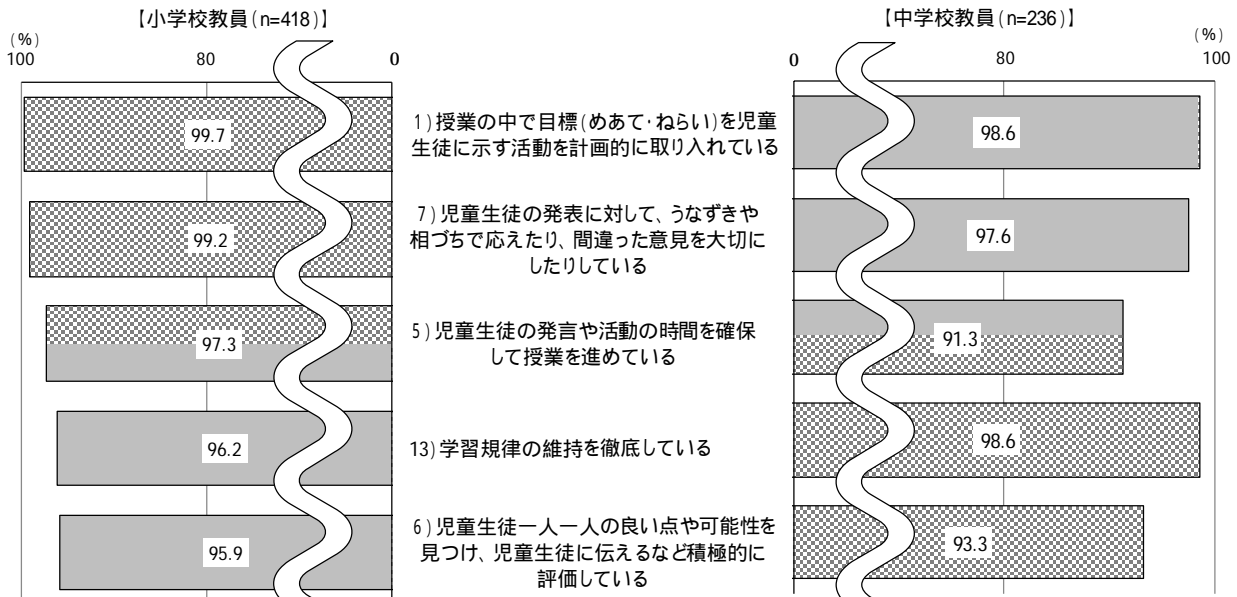 【小学校教員(n=418)】
【中学校教員(n=236)】
(%)
100
80
0
0
80
100
(%)
99.7
1)授業の中で目標(めあて・ねらい)を児童
生徒に示す活動を計画的に取り入れている
98.6
99.2
7)児童生徒の発表に対して、うなずきや
相づちで応えたり、間違った意見を大切に
したりしている
97.6
97.3
5)児童生徒の発言や活動の時間を確保
して授業を進めている
91.3
96.2
13)学習規律の維持を徹底している
98.6
95.9
6)児童生徒一人一人の良い点や可能性を
見つけ、児童生徒に伝えるなど積極的に
評価している
93.3